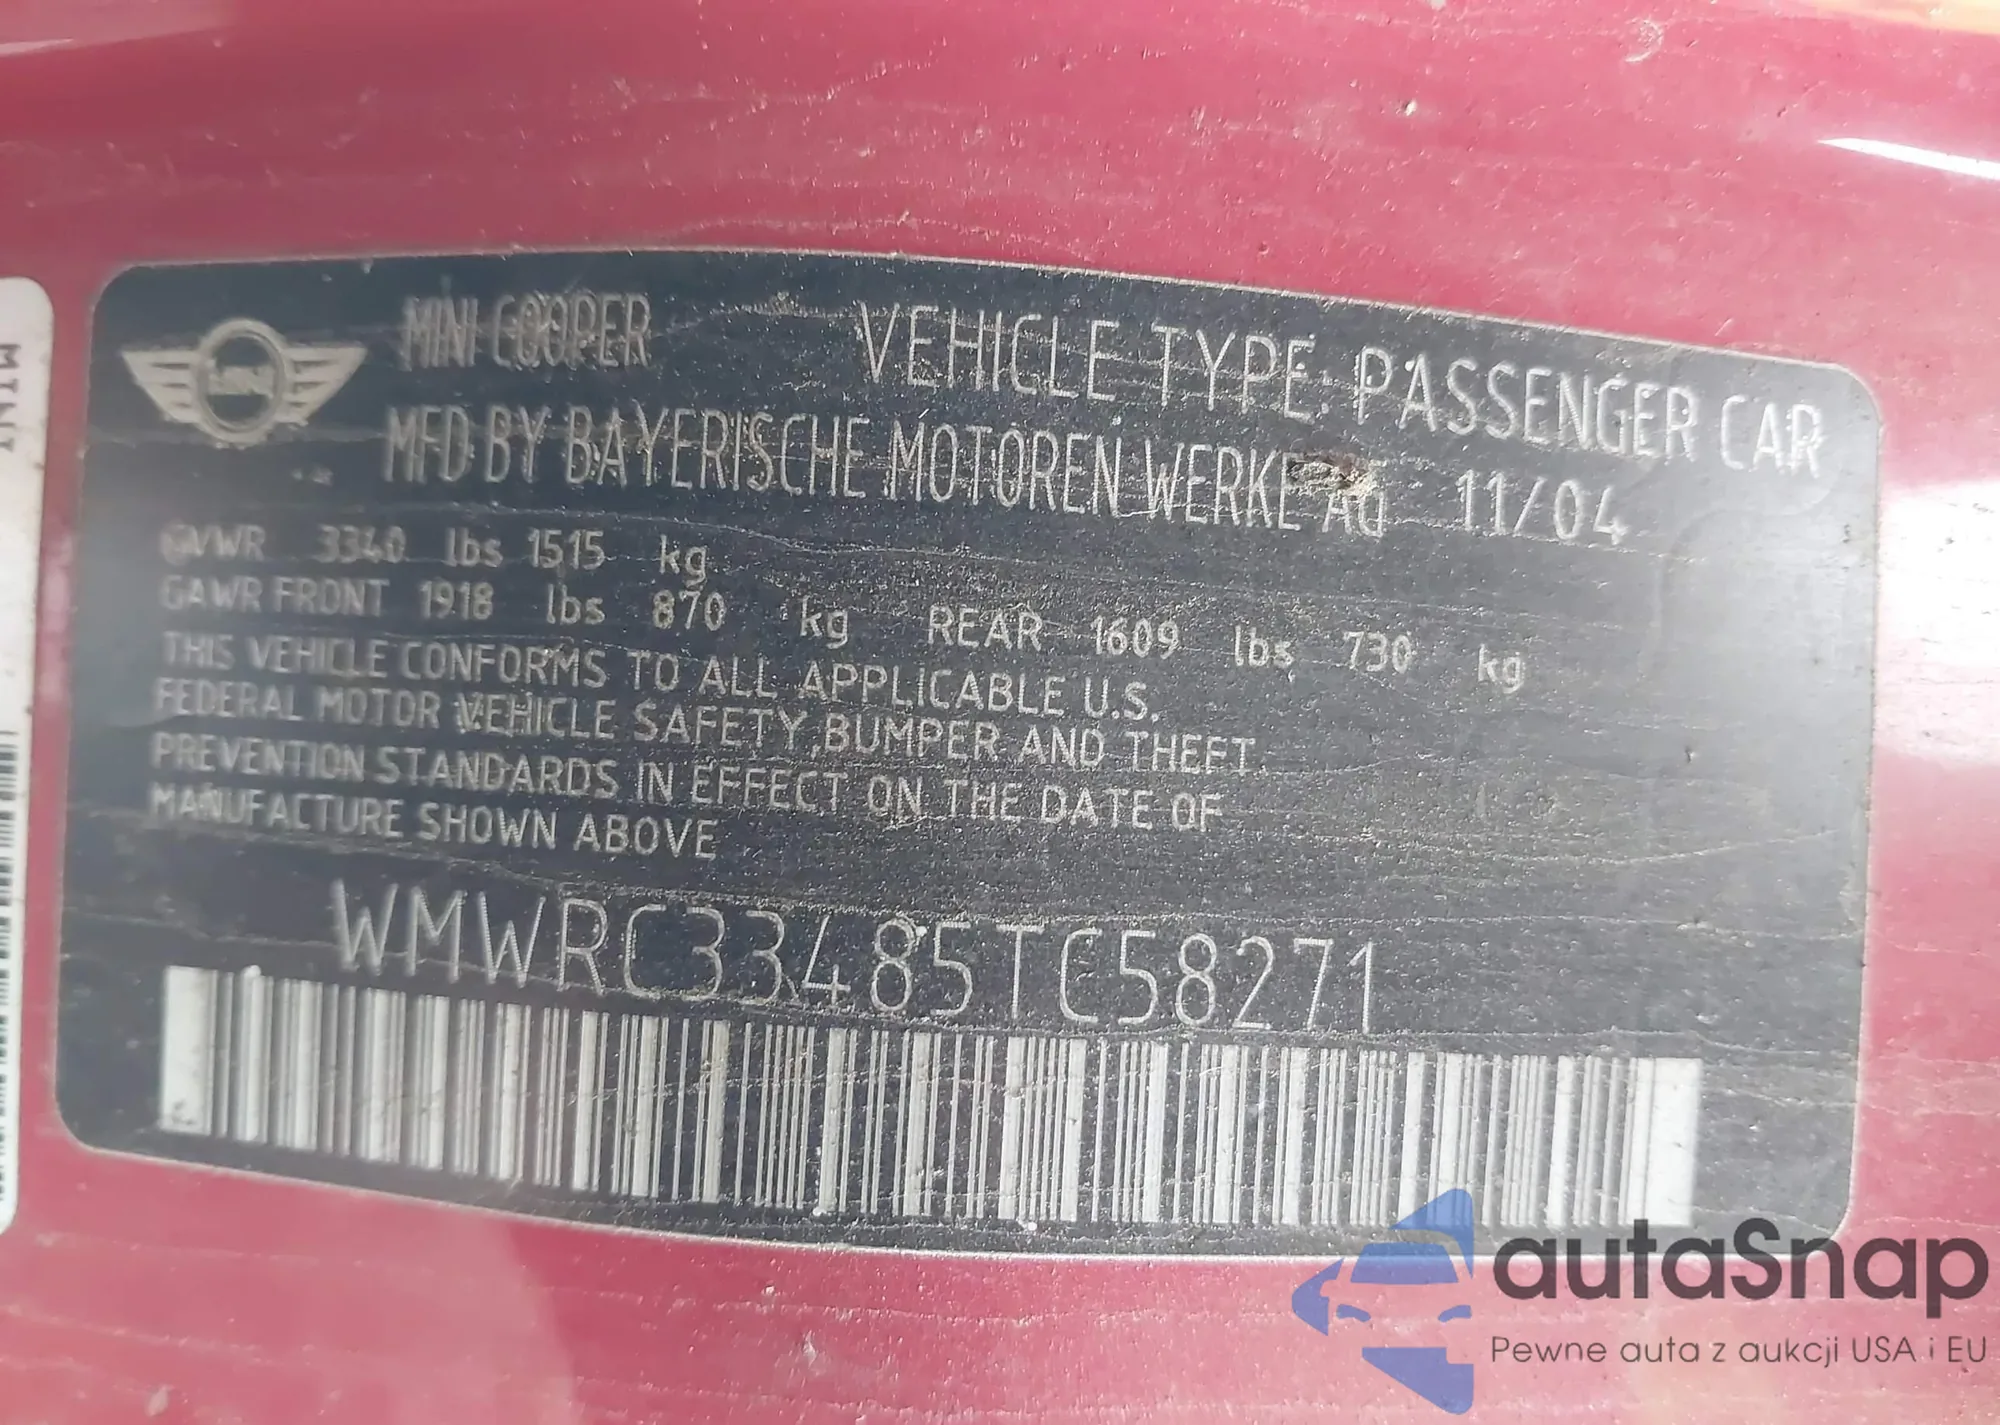 MINI
MINI COOPER VEHICLE TYPE: PASSENGER CAR
MFD BY BAYERISCHE MOTOREN WERKE AG 11/04
GVWR 3340 lbs 1515 kg
GAWR FRONT 1918 lbs 870 kg REAR 1609 lbs 730 kg
THIS VEHICLE CONFORMS TO ALL APPLICABLE U.S.
FEDERAL MOTOR VEHICLE SAFETY,BUMPER AND THEFT
PREVENTION STANDARDS IN EFFECT ON THE DATE OF
MANUFACTURE SHOWN ABOVE
WMWRC33485TC58271
MINI
autaSnap
Pewne auta z aukcji USA i EU